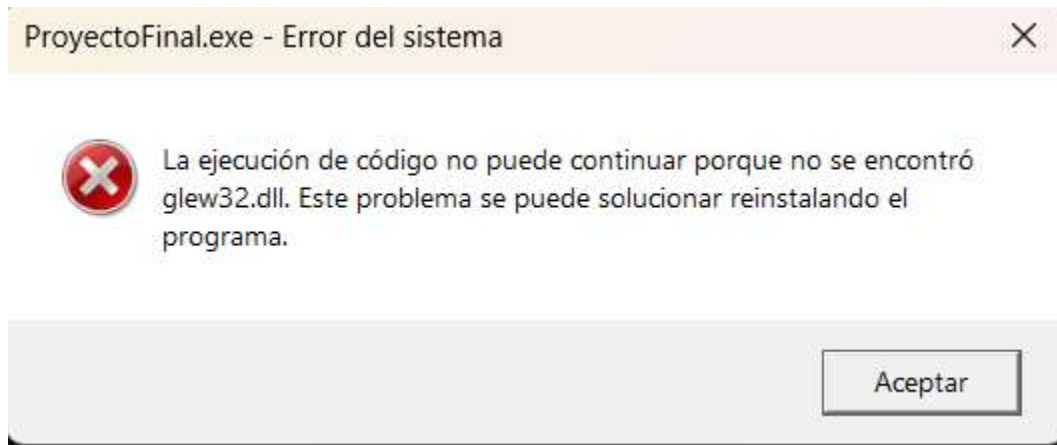 ProyectoFinal.exe - Error del sistema
La ejecución de código no puede continuar porque no se encontró
glew32.dll. Este problema se puede solucionar reinstalando el
programa.
Aceptar